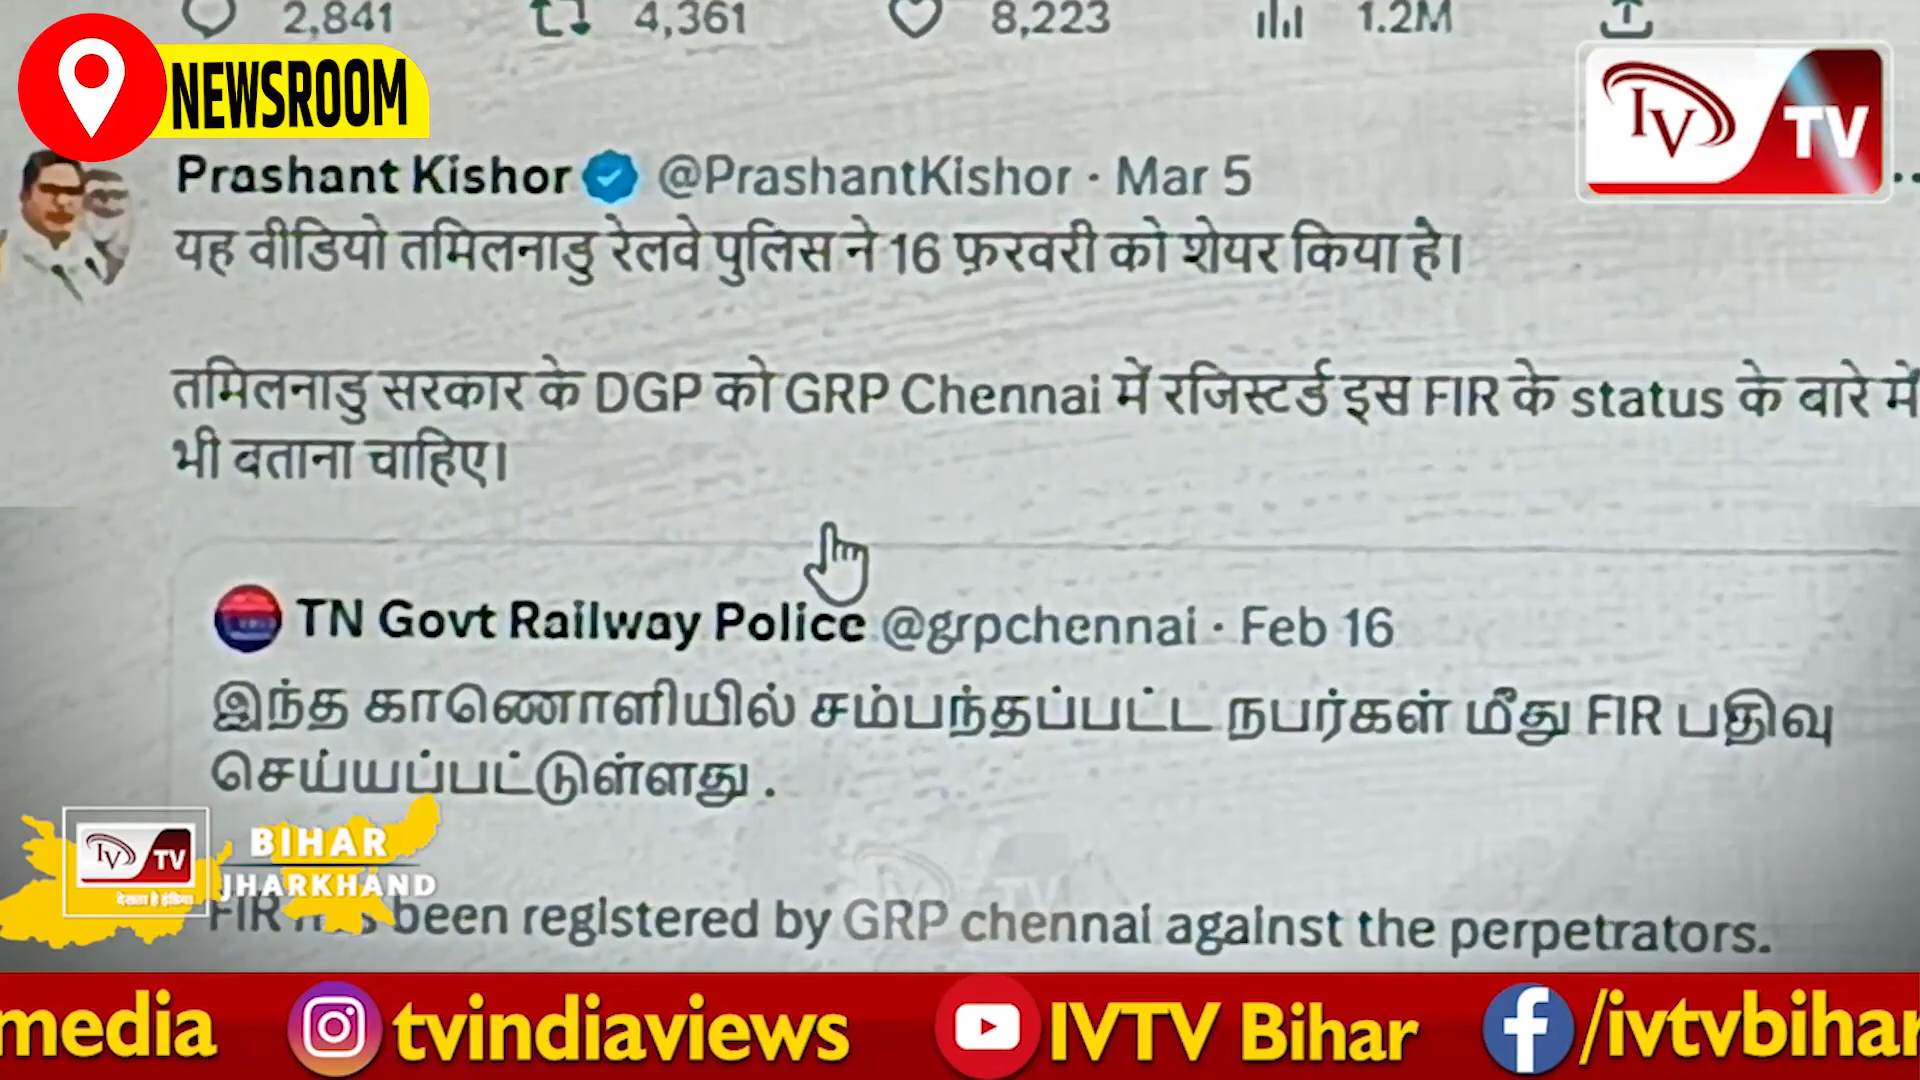 2,841 4,361 8,223 1.2M
NEWSROOM
IV TV
Prashant Kishor @PrashantKishor · Mar 5
यह वीडियो तमिलनाडु रेलवे पुलिस ने 16 फ़रवरी को शेयर किया है।
तमिलनाडु सरकार के DGP को GRP Chennai में रजिस्टर्ड इस FIR के status के बारे में
भी बताना चाहिए।
TN Govt Railway Police @grpchennai · Feb 16
இந்த காணொளியில் சம்பந்தப்பட்ட நபர்கள் மீது FIR பதிவு
செய்யப்பட்டுள்ளது .
IV TV
देखता है इंडिया
BIHAR
JHARKHAND
FIR has been registered by GRP chennai against the perpetrators.
media tvindiaviews IVTV Bihar /ivtvbihar